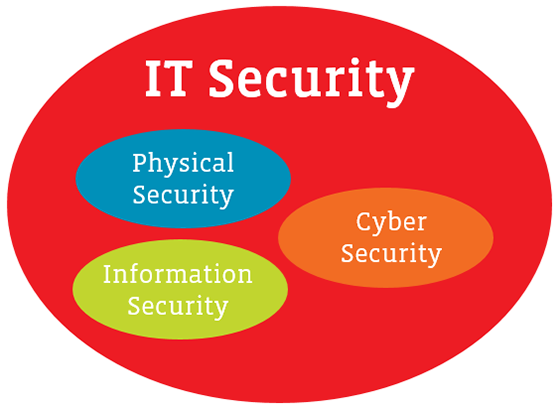 IT Security
Physical
Security
Cyber
Security
Information
Security